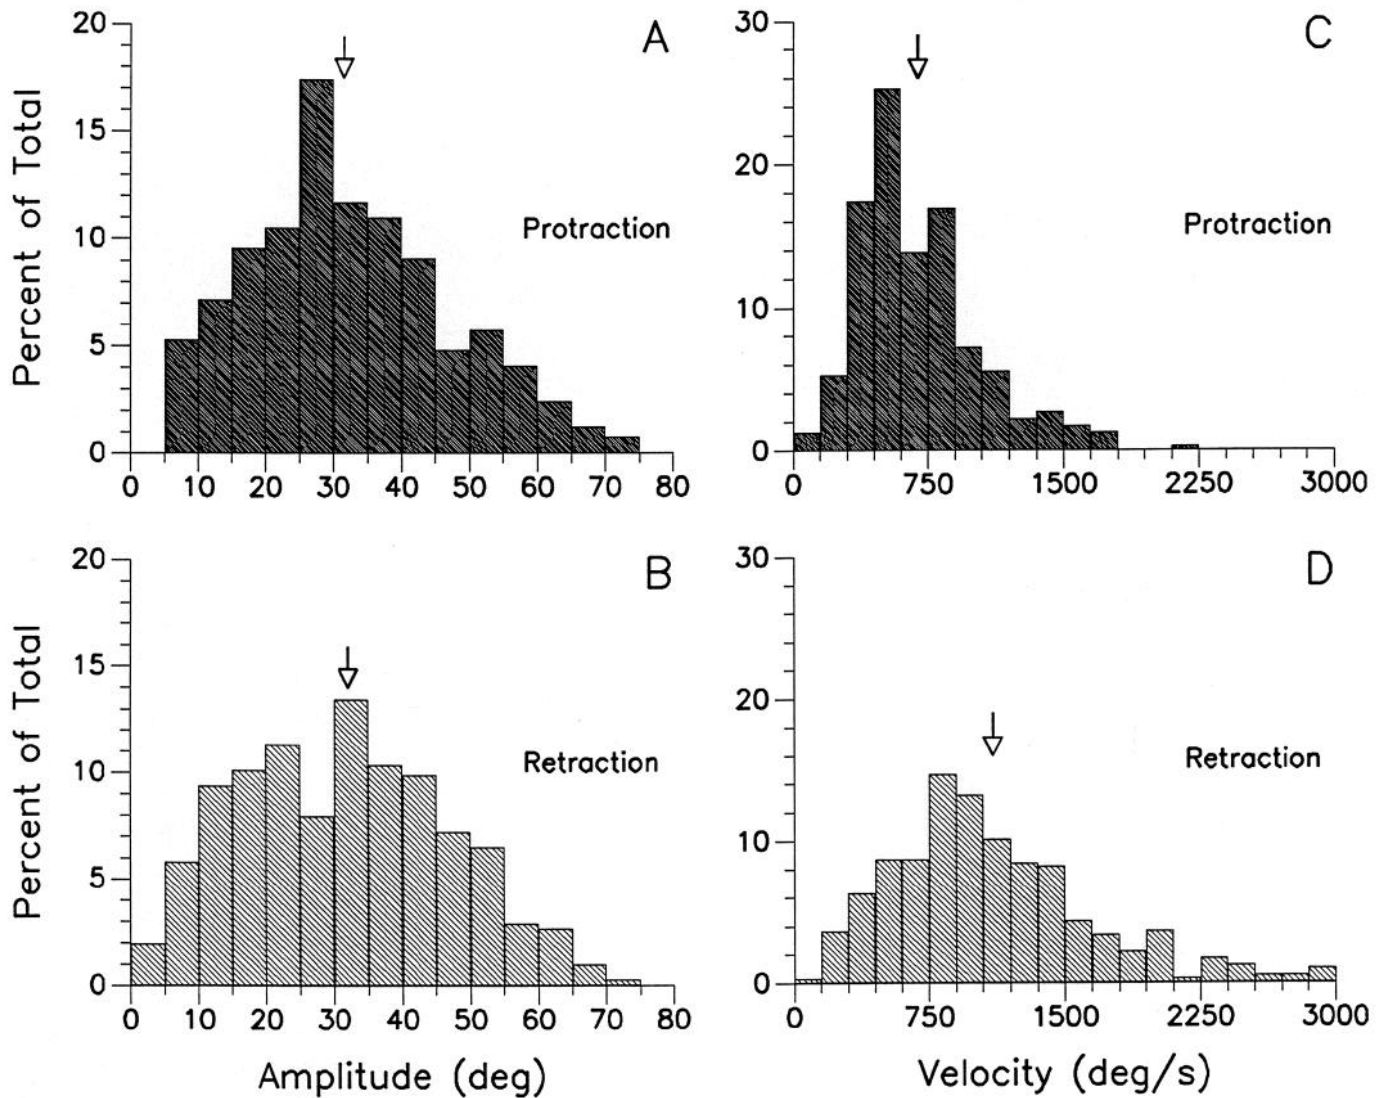 A
Percent of Total
20
15
10
5
0
Protraction
0 10 20 30 40 50 60 70 80
C
30
20
10
0
Protraction
0 750 1500 2250 3000
B
Percent of Total
20
15
10
5
0
Retraction
0 10 20 30 40 50 60 70 80
Amplitude (deg)
D
30
20
10
0
Retraction
0 750 1500 2250 3000
Velocity (deg/s)